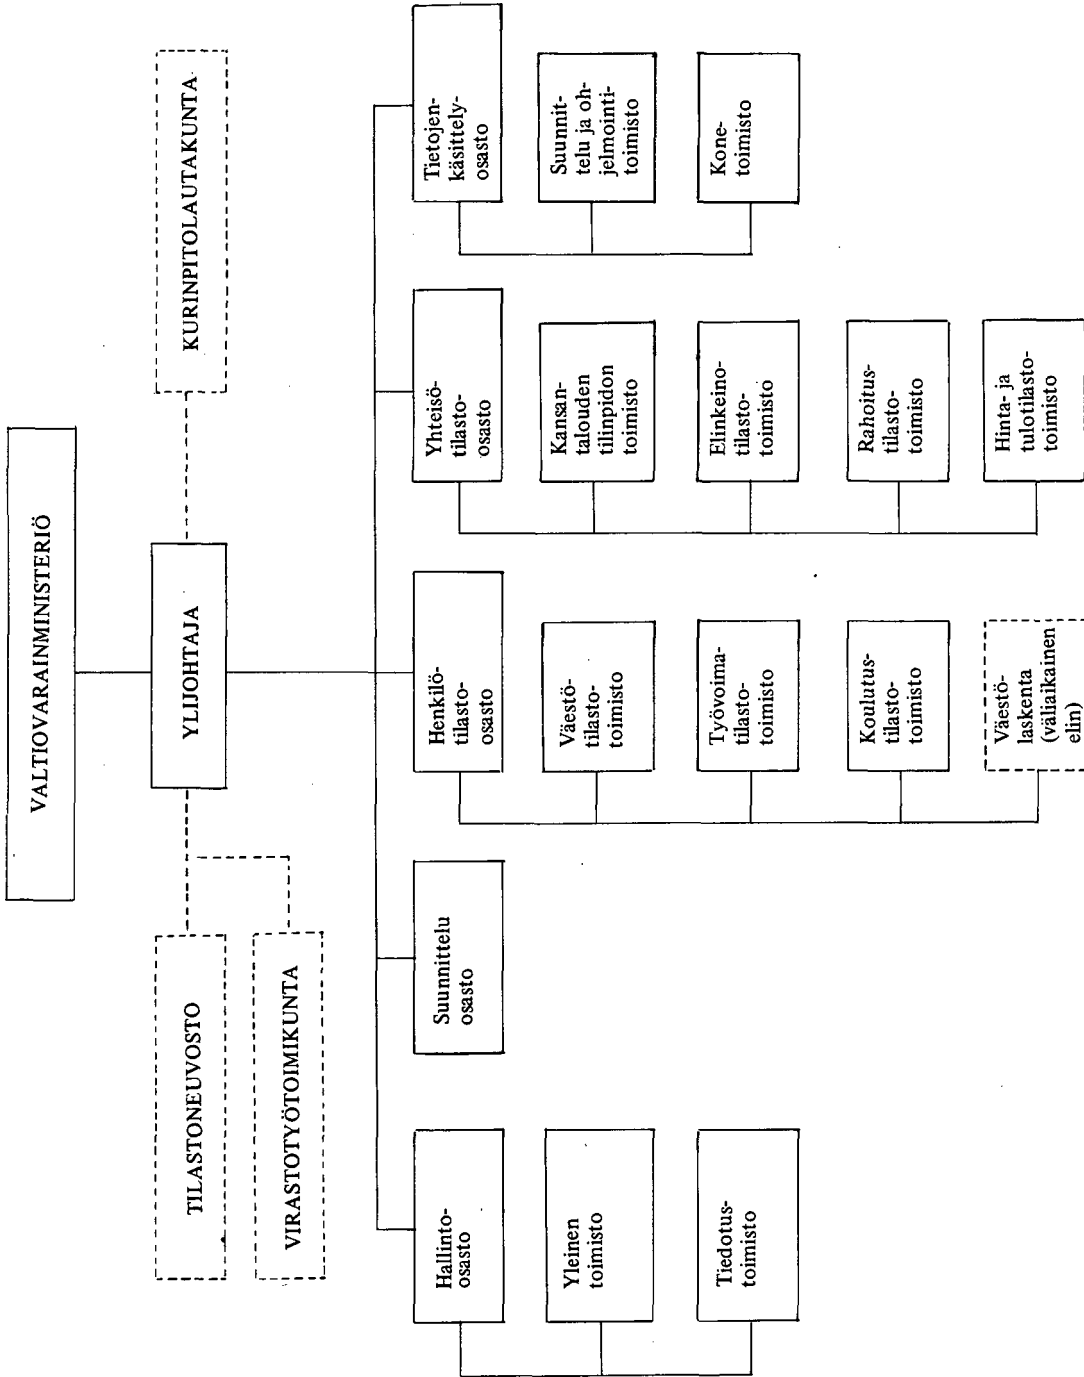 VALTIOVARAINMINISTERIÖ
TILASTONEUVOSTO
YLIJOHTAJA
KURINPITOLAUTAKUNTA
VIRASTOTYÖTOIMIKUNTA
Hallinto-
osasto
Yleinen
toimisto
Tiedotus-
toimisto
Suunnittelu
osasto
Henkilö-
tilasto-
osasto
Väestö-
tilasto-
toimisto
Työvoima-
tilasto-
toimisto
Koulutus-
tilasto-
toimisto
Väestö-
laskenta
(väliaikainen
elin)
Yhteisö-
tilasto-
osasto
Kansan-
talouden
tilinpidon
toimisto
Elinkeino-
tilasto-
toimisto
Rahoitus-
tilasto-
toimisto
Hinta- ja
tulotilasto-
toimisto
Tietojen-
käsittely-
osasto
Suunnit-
telu ja oh-
jelmointi-
toimisto
Kone-
toimisto